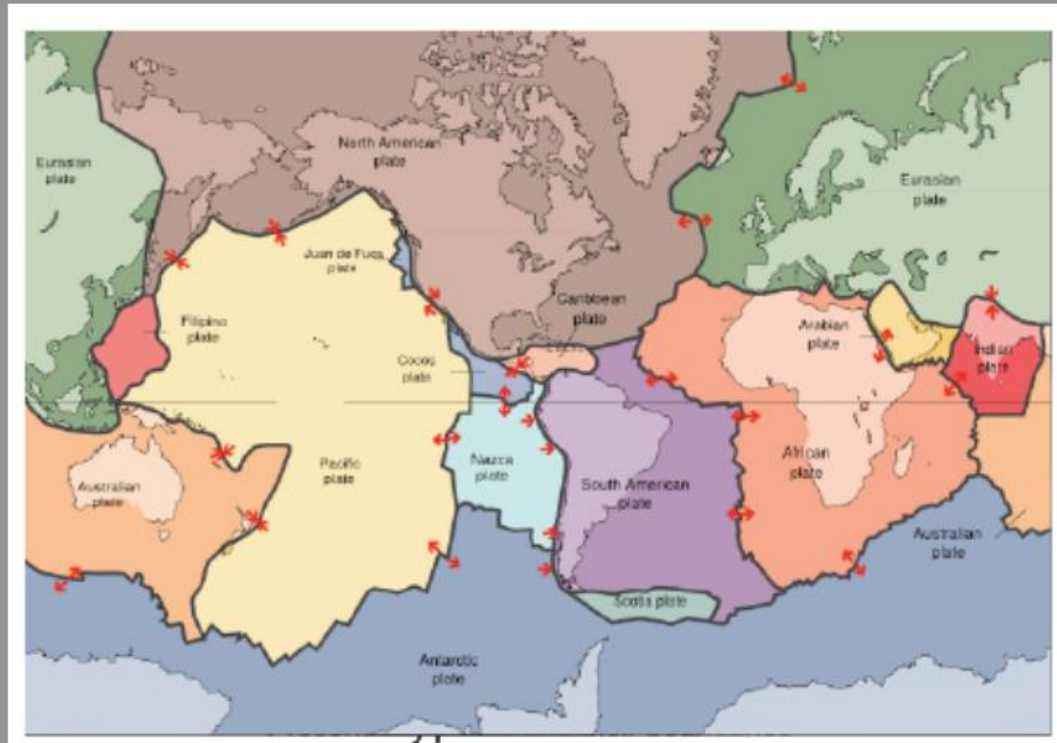 North American
plate
Eurasian
plate
Eurasian
plate
Juan de Fuca
plate
Caribbean
plate
Filipino
plate
Arabian
plate
Indian
plate
Cocos
plate
Pacific
plate
Nazca
plate
African
plate
Australian
plate
South American
plate
Australian
plate
Scotia plate
Antarctic
plate